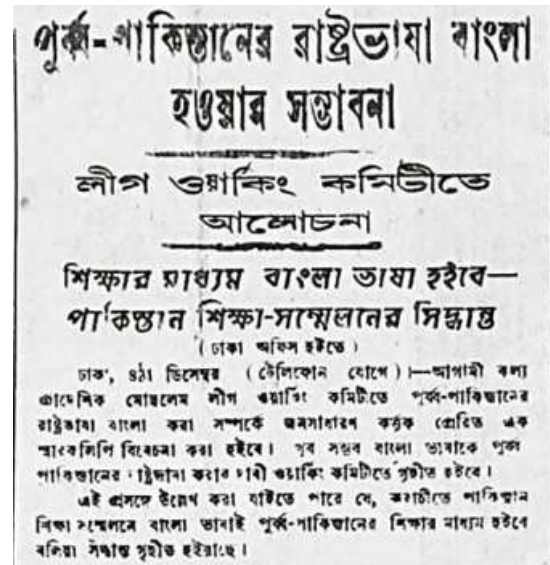 পূর্ব্ব-পাকিস্তানের রাষ্ট্রভাষা বাংলা
হওয়ার সম্ভাবনা
লীগ ওয়ার্কিং কমিটীতে
আলোচনা
শিক্ষার মাধ্যম বাংলা ভাষা হইবে—
পাকিস্তান শিক্ষা-সম্মেলনের সিদ্ধান্ত
( ঢাকা অফিস হইতে )
ঢাকা, ৪ঠা ডিসেম্বর ( টেলিফোন যোগে ) ।—আগামী কল্য
প্রাদেশিক মোছলেম লীগ ওয়ার্কিং কমিটীতে পূর্ব্ব-পাকিস্তানের
রাষ্ট্রভাষা বাংলা করা সম্পর্কে জনসাধারণ কর্তৃক প্রেরিত এক
স্মারকলিপি বিবেচনা করা হইবে। খুব সম্ভব বাংলা ভাষাকে পূর্ব্ব
পাকিস্তানের রাষ্ট্রভাষা করার দাবী ওয়ার্কিং কমিটীতে গৃহীত হইবে।
এই প্রসঙ্গে উল্লেখ করা যাইতে পারে যে, করাচীতে পাকিস্তান
শিক্ষা সম্মেলনে বাংলা ভাষাই পূর্ব্ব-পাকিস্তানের শিক্ষার মাধ্যম হইবে
বলিয়া সিদ্ধান্ত গৃহীত হইয়াছে।